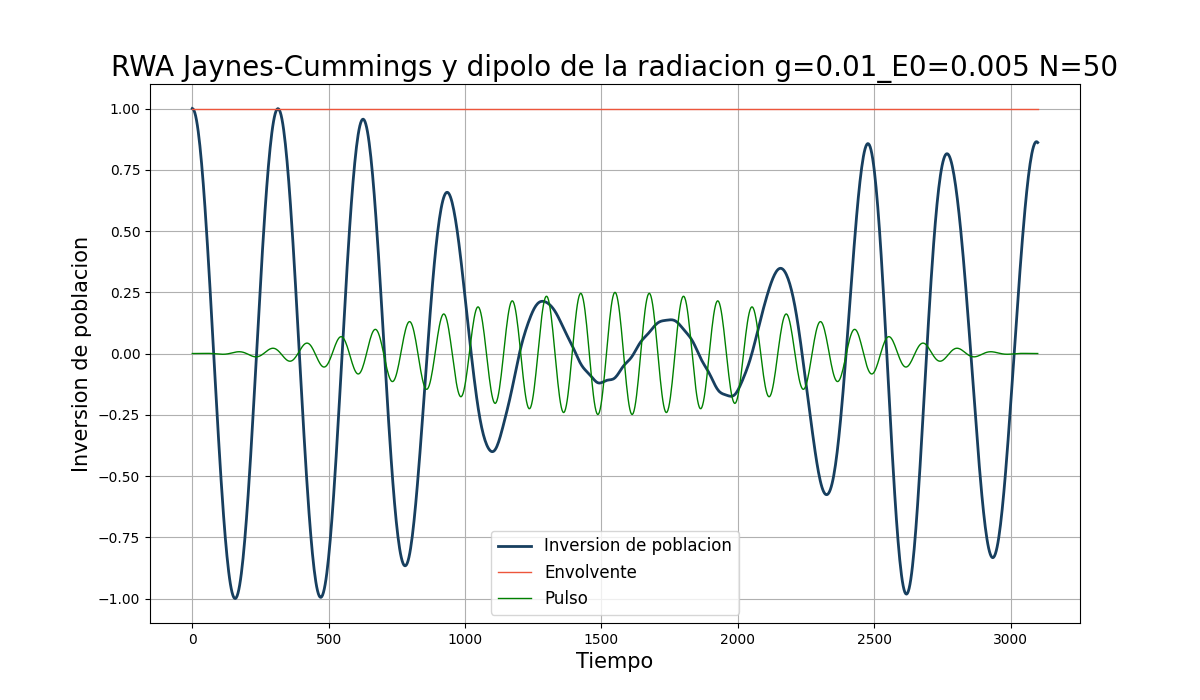 RWA Jaynes-Cummings y dipolo de la radiacion g=0.01_E0=0.005 N=50
Inversion de poblacion
1.00
0.75
0.50
0.25
0.00
−0.25
−0.50
−0.75
−1.00
Inversion de poblacion
Envolvente
Pulso
0 500 1000 1500 2000 2500 3000
Tiempo